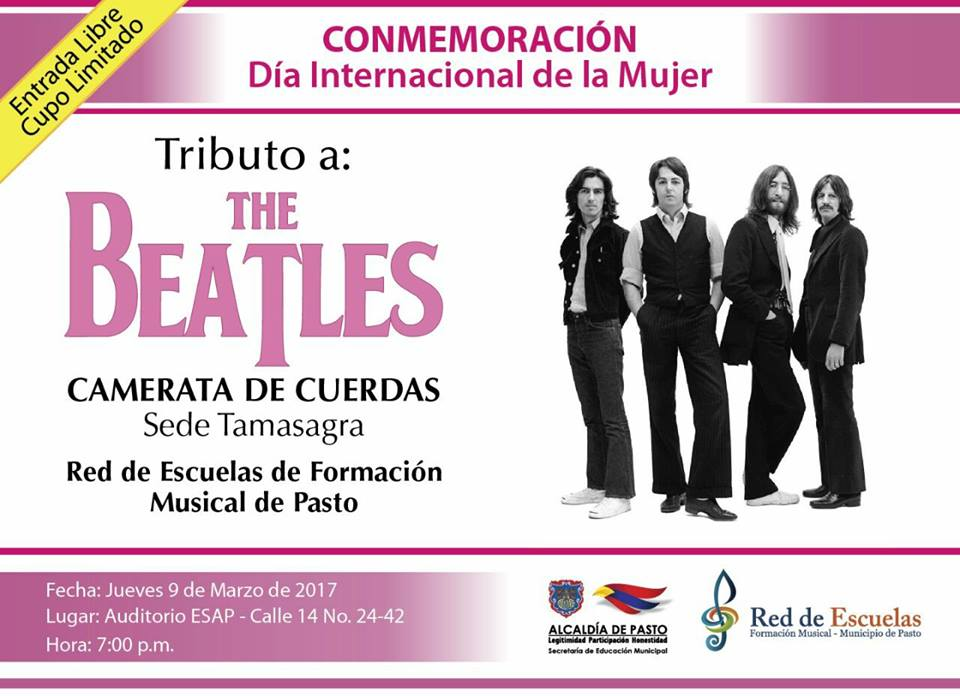 Entrada Libre
Cupo Limitado
CONMEMORACIÓN
Día Internacional de la Mujer
Tributo a:
THE
BEATLES
CAMERATA DE CUERDAS
Sede Tamasagra
Red de Escuelas de Formación
Musical de Pasto
Fecha: Jueves 9 de Marzo de 2017
Lugar: Auditorio ESAP - Calle 14 No. 24-42
Hora: 7:00 p.m.
ALCALDÍA DE PASTO
Legitimidad Participación Honestidad
Secretaría de Educación Municipal
Red de Escuelas
Formación Musical - Municipio de Pasto